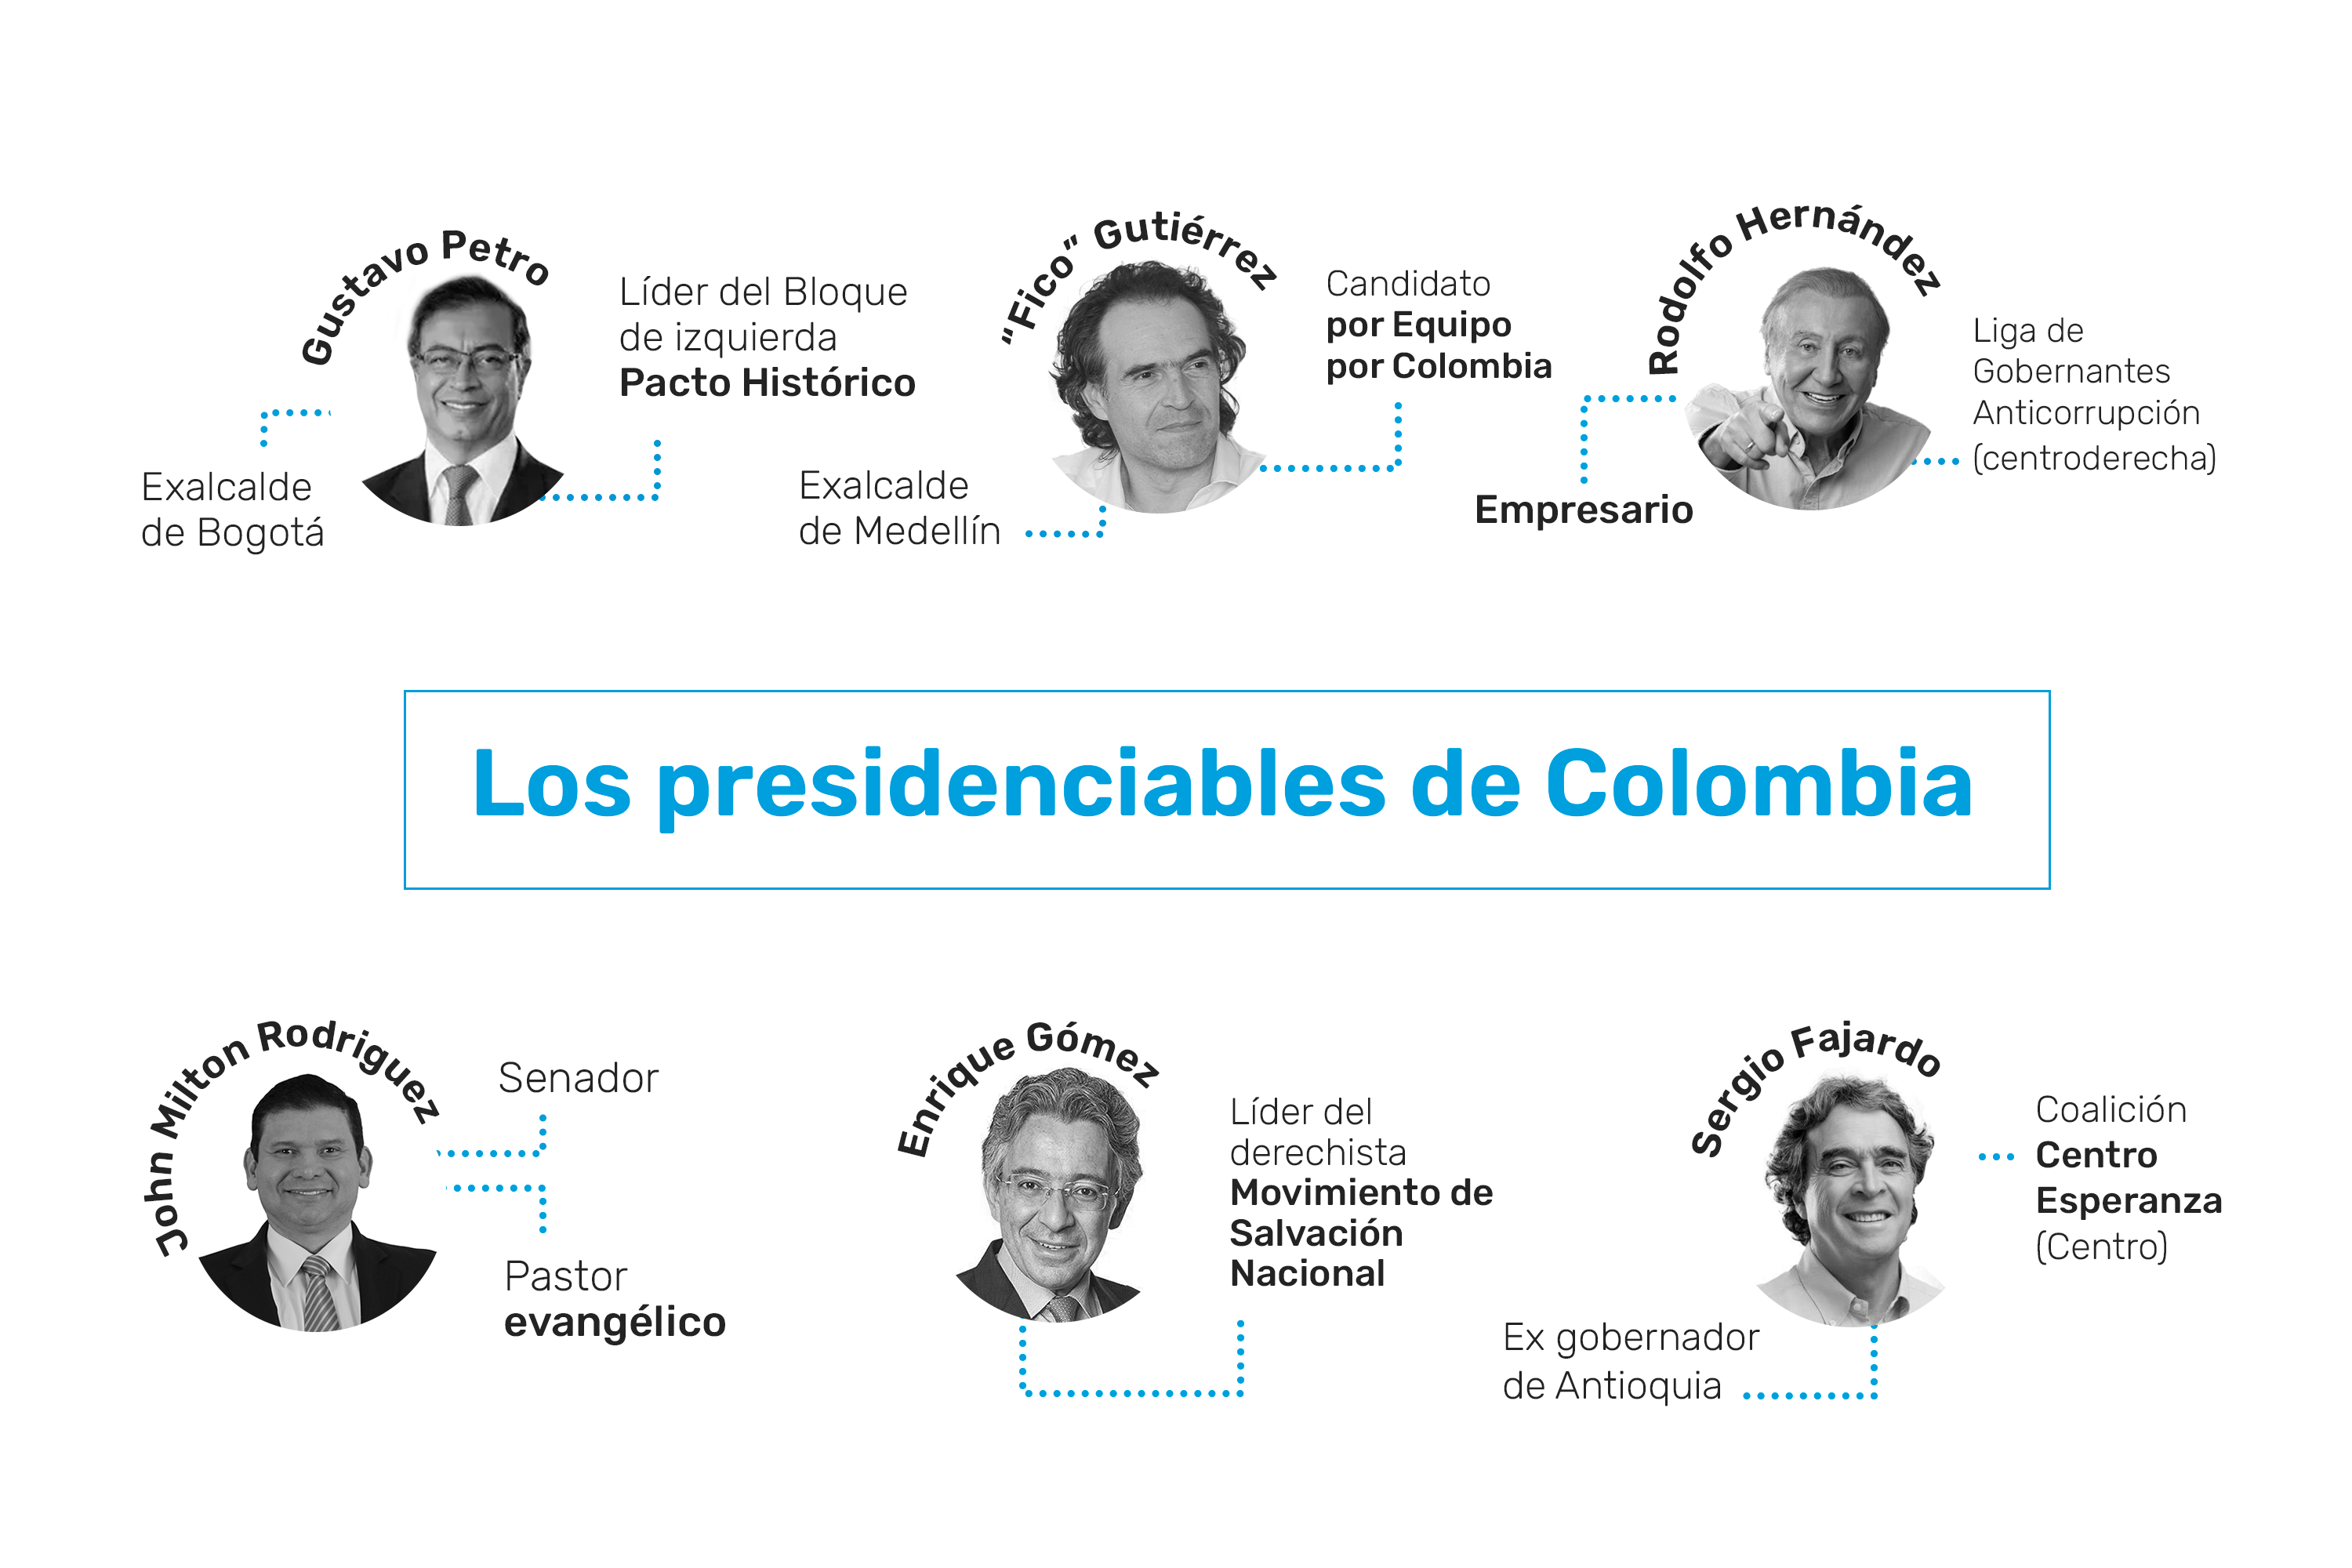 Gustavo Petro
Líder del Bloque
de izquierda
Pacto Histórico
Exalcalde
de Bogotá
"Fico" Gutiérrez
Candidato
por Equipo
por Colombia
Exalcalde
de Medellín
Rodolfo Hernández
Liga de
Gobernantes
Anticorrupción
(centroderecha)
Empresario
Los presidenciables de Colombia
John Milton Rodriguez
Senador
Pastor
evangélico
Enrique Gómez
Líder del
derechista
Movimiento de
Salvación
Nacional
Sergio Fajardo
Coalición
Centro
Esperanza
(Centro)
Ex gobernador
de Antioquia